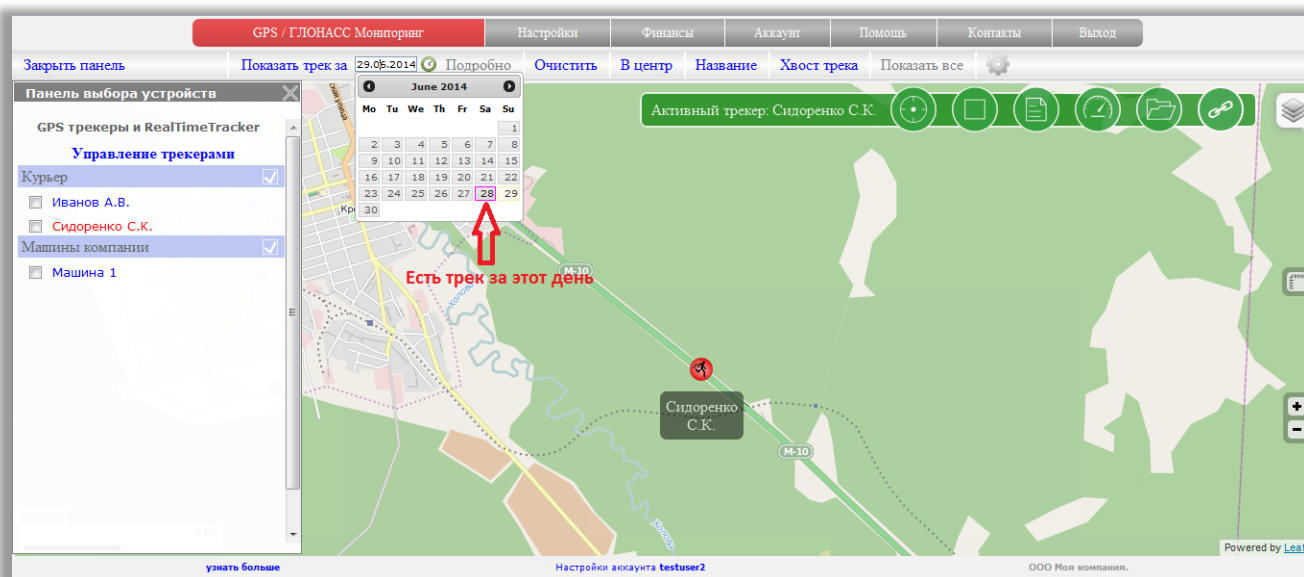 GPS / ГЛОНАСС Мониторинг Настройки Финансы Аккаунт Помощь Контакты Выход
Закрыть панель Показать трек за 29.06.2014 Подробно Очистить В центр Название Хвост трека Показать все
Панель выбора устройств
GPS трекеры и RealTimeTracker
Управление трекерами
Курьер
Иванов А.В.
Сидоренко С.К.
Машины компании
Машина 1
June 2014
Mo Tu We Th Fr Sa Su
1
2 3 4 5 6 7 8
9 10 11 12 13 14 15
16 17 18 19 20 21 22
23 24 25 26 27 28 29
30
Есть трек за этот день
Активный трекер: Сидоренко С.К.
M-10
Холова
Сидоренко
С.К.
M-10
Холова
Powered by Leaf
узнать больше Настройки аккаунта testuser2 ООО Моя компания.